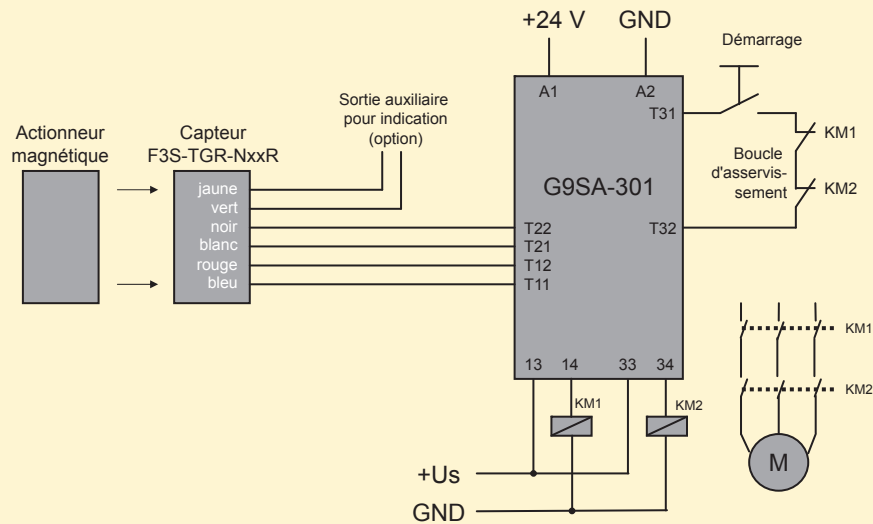 +24 V
GND
Démarrage
A1
A2
T31
Sortie auxiliaire
pour indication
(option)
Actionneur
magnétique
Capteur
F3S-TGR-NxxR
KM1
Boucle
d'asservis-
sement
KM2
jaune
vert
noir
blanc
rouge
bleu
G9SA-301
T22
T21
T12
T11
T32
13
14
33
34
KM1
KM2
KM1
KM2
M
+Us
GND